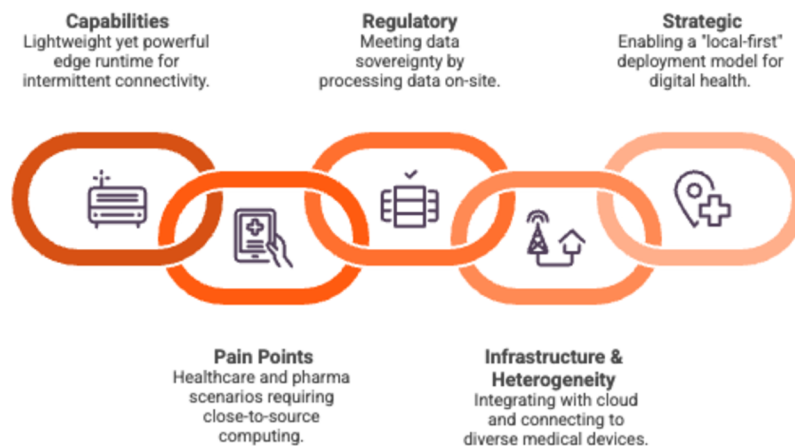 Capabilities
Lightweight yet powerful
edge runtime for
intermittent connectivity.
Regulatory
Meeting data
sovereignty by
processing data on-site.
Strategic
Enabling a "local-first"
deployment model for
digital health.
Pain Points
Healthcare and pharma
scenarios requiring
close-to-source
computing.
Infrastructure &
Heterogeneity
Integrating with cloud
and connecting to
diverse medical devices.